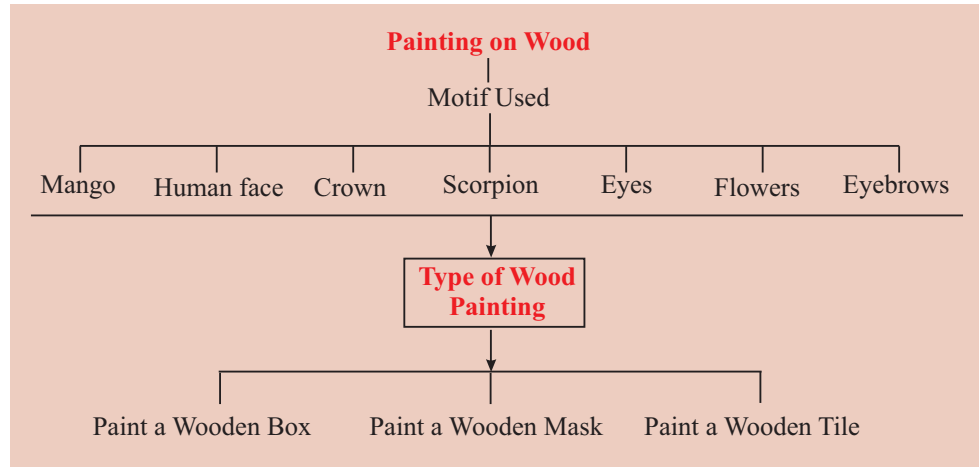 Painting on Wood
Motif Used
Mango Human face Crown Scorpion Eyes Flowers Eyebrows
Type of Wood
Painting
Paint a Wooden Box Paint a Wooden Mask Paint a Wooden Tile